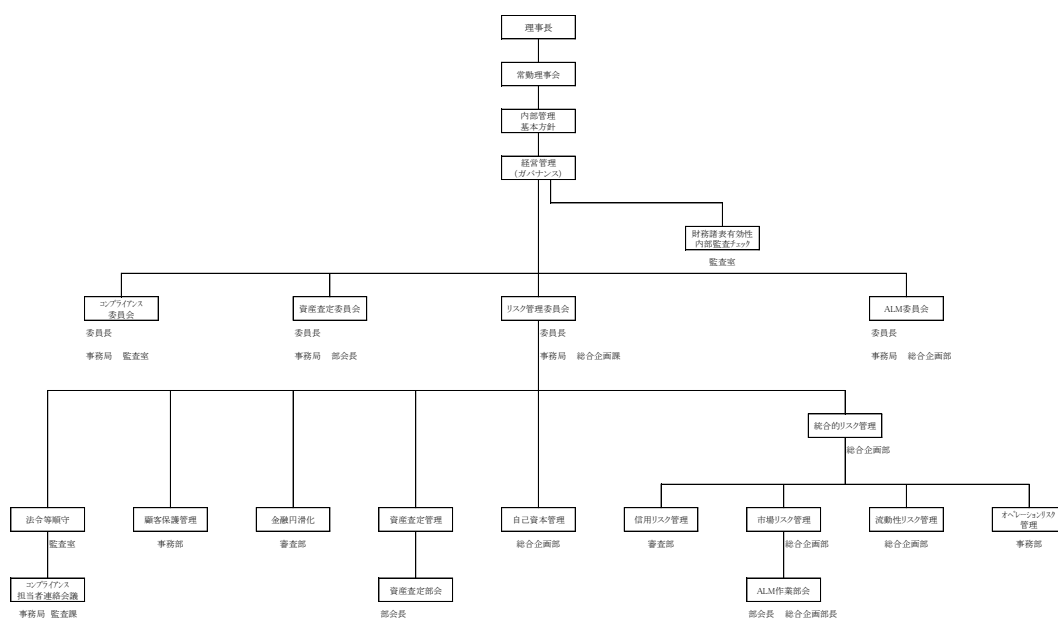 理事長
常勤理事会
内部管理
基本方針
経営管理
(ガバナンス)
財務諸表有効性
内部監査チェック
監査室
コンプライアンス
委員会
資産査定委員会
リスク管理委員会
ALM委員会
委員長
委員長
委員長
委員長
事務局 監査室
事務局 部会長
事務局 総合企画課
事務局 総合企画部
統合的リスク管理
総合企画部
法令等順守
顧客保護管理
金融円滑化
資産査定管理
自己資本管理
信用リスク管理
市場リスク管理
流動性リスク管理
オペレーションリスク
管理
監査室
事務部
審査部
総合企画部
審査部
総合企画部
総合企画部
事務部
コンプライアンス
担当者連絡会議
資産査定部会
ALM作業部会
事務局 監査課
部会長
部会長 総合企画部長